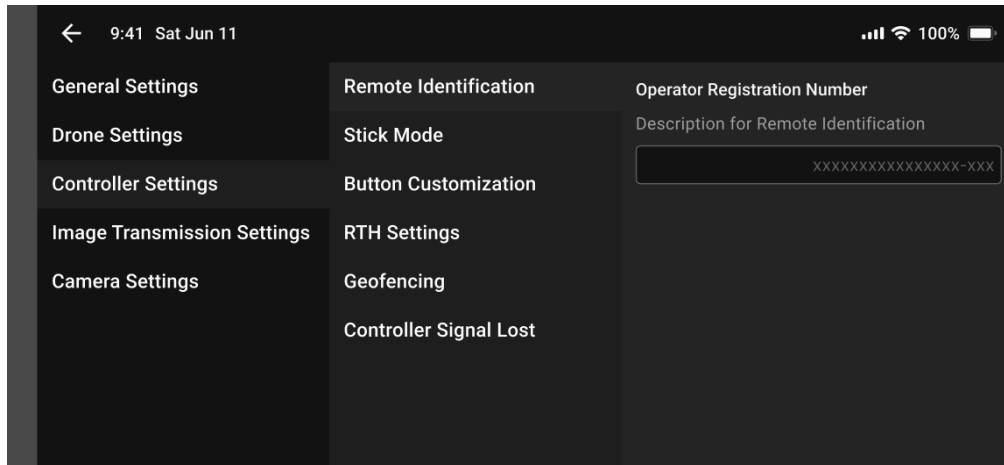 9:41 Sat Jun 11
100%
General Settings
Drone Settings
Controller Settings
Image Transmission Settings
Camera Settings
Remote Identification
Stick Mode
Button Customization
RTH Settings
Geofencing
Controller Signal Lost
Operator Registration Number
Description for Remote Identification
xxxxxxxxxxxxxxxx-xxx